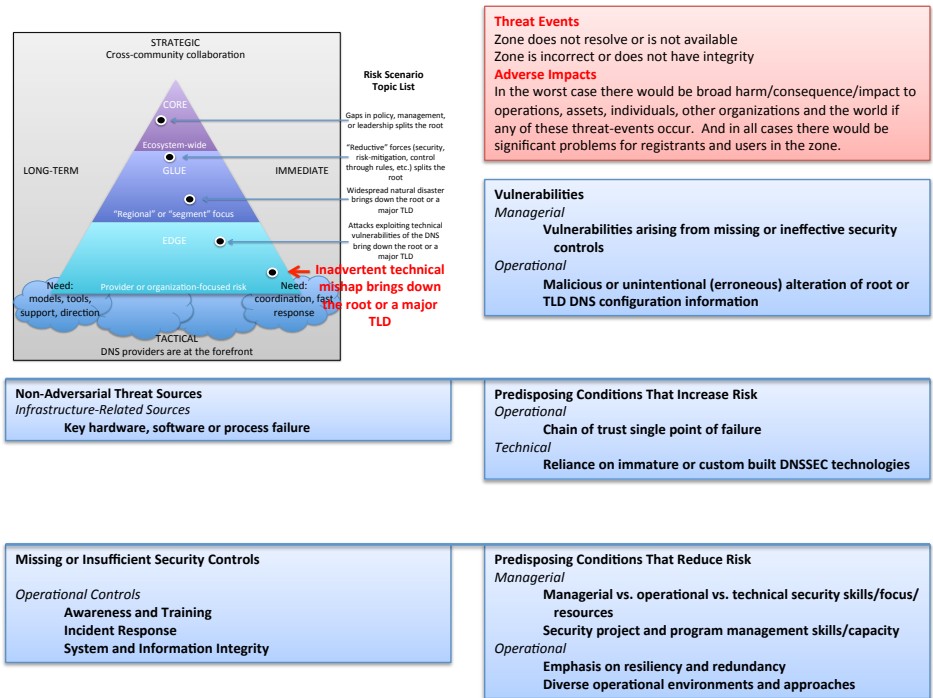 STRATEGIC
Cross-community collaboration
LONG-TERM
IMMEDIATE
CORE
Ecosystem-wide
GLUE
"Regional" or "segment" focus
EDGE
Provider or organization-focused risk
Need:
models, tools,
support, direction
Need:
coordination, fast
response
TACTICAL
DNS providers are at the forefront
Risk Scenario
Topic List
Gaps in policy, management,
or leadership splits the root
"Reductive" forces (security,
risk-mitigation, control
through rules, etc.) splits the
root
Widespread natural disaster
brings down the root or a
major TLD
Attacks exploiting technical
vulnerabilities of the DNS
bring down the root or a
major TLD
Inadvertent technical
mishap brings down
the root or a major
TLD
Threat Events
Zone does not resolve or is not available
Zone is incorrect or does not have integrity
Adverse Impacts
In the worst case there would be broad harm/consequence/impact to
operations, assets, individuals, other organizations and the world if
any of these threat-events occur. And in all cases there would be
significant problems for registrants and users in the zone.
Vulnerabilities
Managerial
Vulnerabilities arising from missing or ineffective security
controls
Operational
Malicious or unintentional (erroneous) alteration of root or
TLD DNS configuration information
Non-Adversarial Threat Sources
Infrastructure-Related Sources
Key hardware, software or process failure
Predisposing Conditions That Increase Risk
Operational
Chain of trust single point of failure
Technical
Reliance on immature or custom built DNSSEC technologies
Missing or Insufficient Security Controls
Operational Controls
Awareness and Training
Incident Response
System and Information Integrity
Predisposing Conditions That Reduce Risk
Managerial
Managerial vs. operational vs. technical security skills/focus/
resources
Security project and program management skills/capacity
Operational
Emphasis on resiliency and redundancy
Diverse operational environments and approaches